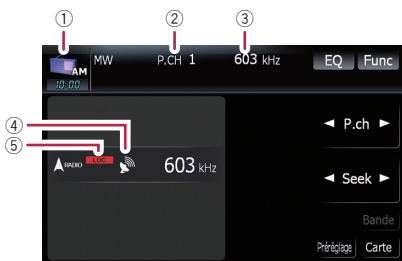 ① ② ③
AM MW P.CH 1 603 kHz EQ Func
10:00
◄ P.ch ►
④
⑤
RADIO LOC 603 kHz
◄ Seek ►
Bande
Préréglage Carte